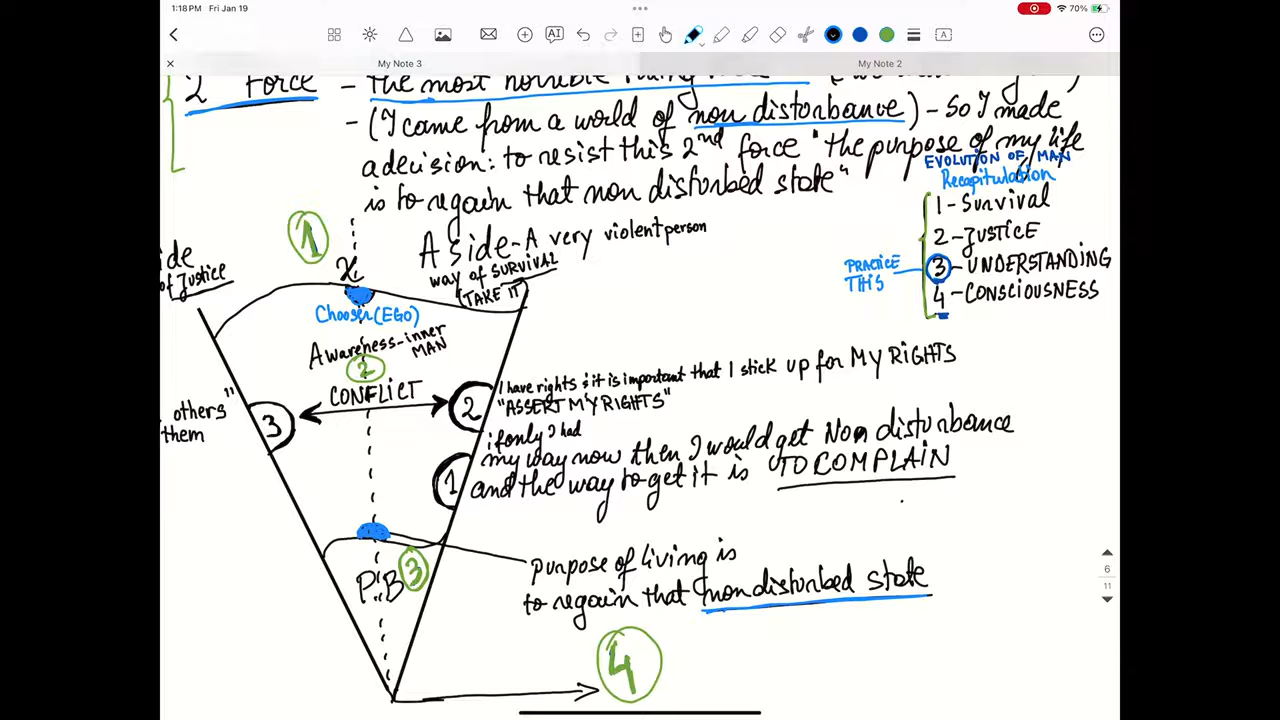 1:18 PM Fri Jan 19
70%
My Note 3
My Note 2
2 Force - the most horrible
- (I came from a world of non disturbance) - So I made
a decision: to resist this 2nd force "the purpose of my life
is to regain that non disturbed state"
EVOLUTION OF MAN
Recapitulation
1 - Survival
2 - JUSTICE
3 - UNDERSTANDING
4 - CONSCIOUSNESS
PRACTICE
THIS
1
A side - A very violent person
way of SURVIVAL
(TAKE IT)
ide
of Justice
X
Chooser (EGO)
Awareness - inner
MAN
2
CONFLICT
others"
them
3
2
I have rights & it is important that I stick up for MY RIGHTS
"ASSERT MY RIGHTS"
1
if only I had
my way now then I would get Non disturbance
and the way to get it is TO COMPLAIN
P..B
3
purpose of living is
to regain that non disturbed state
4
6
11